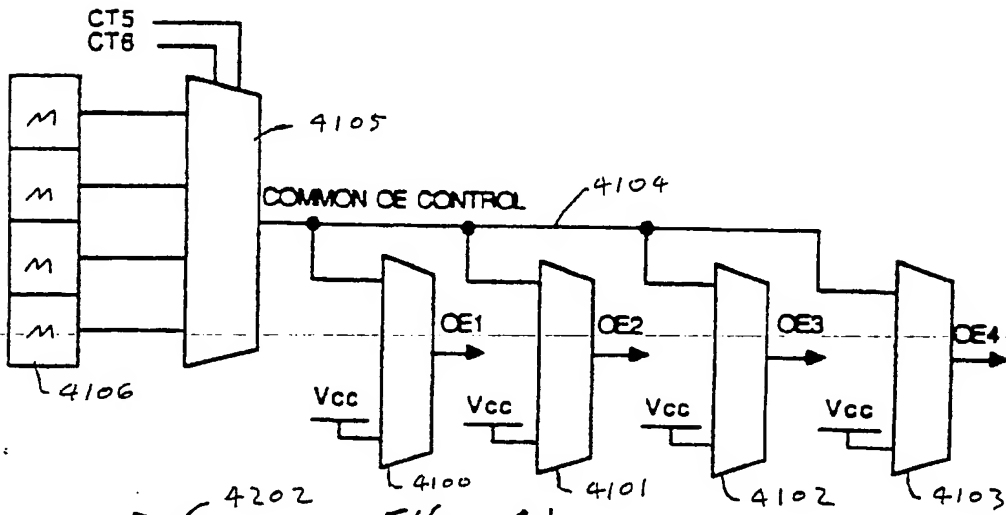 CT5
CT6
M
4105
M
COMMON OE CONTROL
4104
M
M
OE1
OE2
OE3
OE4
4106
Vcc
Vcc
Vcc
Vcc
4100
4101
4102
4103
4202